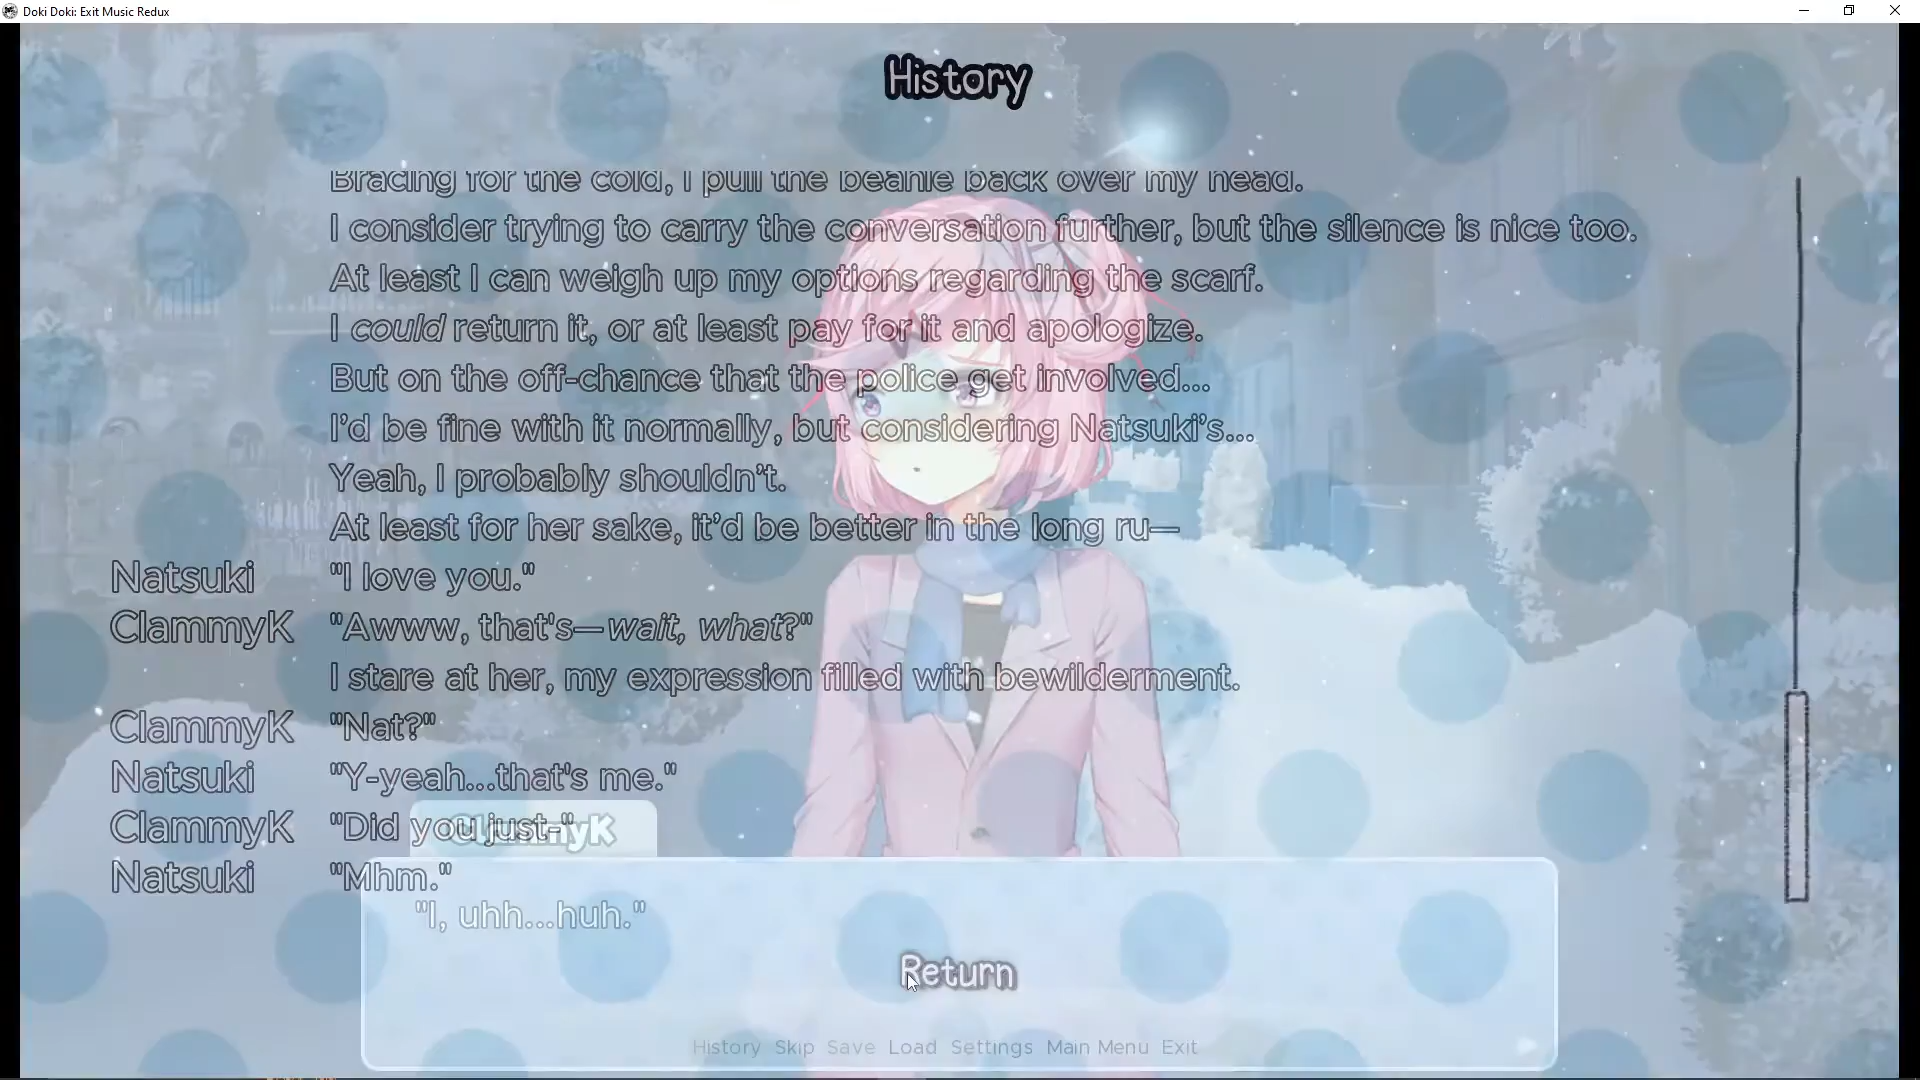 Doki Doki: Exit Music Redux
History
Bracing for the cold, I pull the beanie back over my head.
I consider trying to carry the conversation further, but the silence is nice too.
At least I can weigh up my options regarding the scarf.
I could return it, or at least pay for it and apologize.
But on the off-chance that the police get involved...
I'd be fine with it normally, but considering Natsuki's...
Yeah, I probably shouldn't.
At least for her sake, it'd be better in the long ru—
Natsuki "I love you."
ClammyK "Awww, that's—wait, what?"
I stare at her, my expression filled with bewilderment.
ClammyK "Nat?"
Natsuki "Y-yeah...that's me."
ClammyK "Did you just-"
ClammyK
Natsuki "Mhm."
"I, uhh...huh."
Return
History Skip Save Load Settings Main Menu Exit